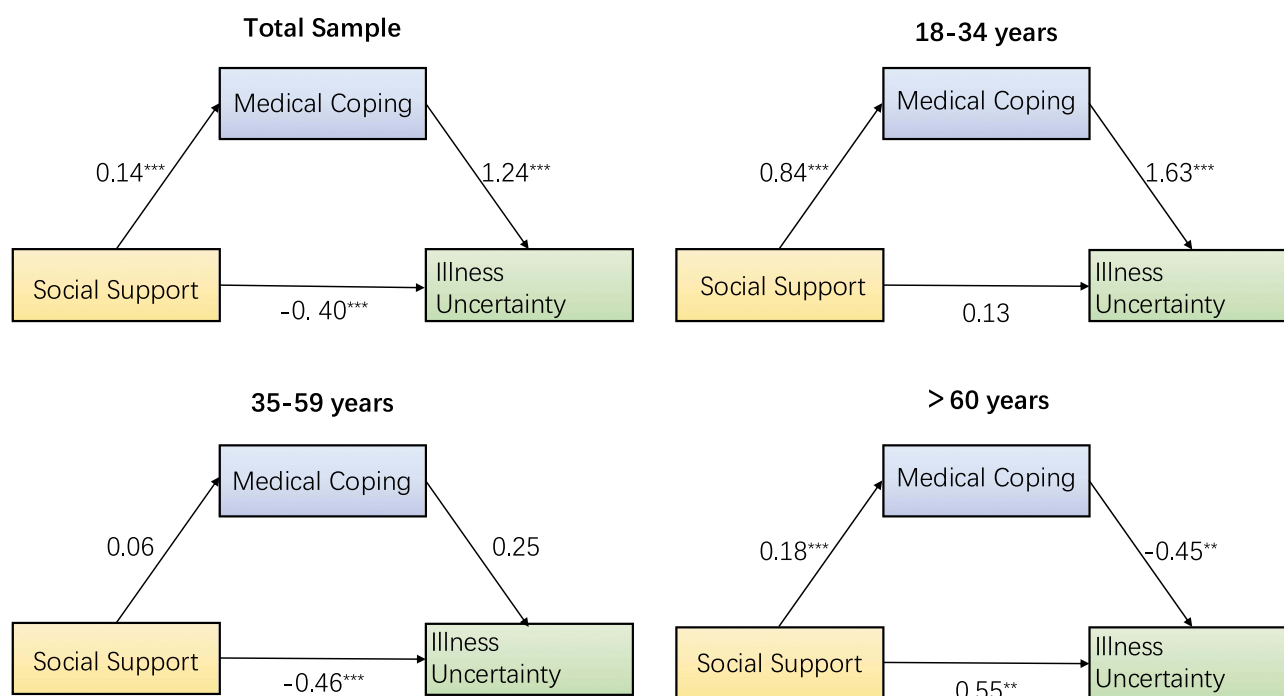 Total Sample
Medical Coping
0.14***
1.24***
Social Support
Illness
Uncertainty
-0. 40***
18-34 years
Medical Coping
0.84***
1.63***
Social Support
Illness
Uncertainty
0.13
35-59 years
Medical Coping
0.06
0.25
Social Support
Illness
Uncertainty
-0.46***
>60 years
Medical Coping
0.18***
-0.45**
Social Support
Illness
Uncertainty
0.55**